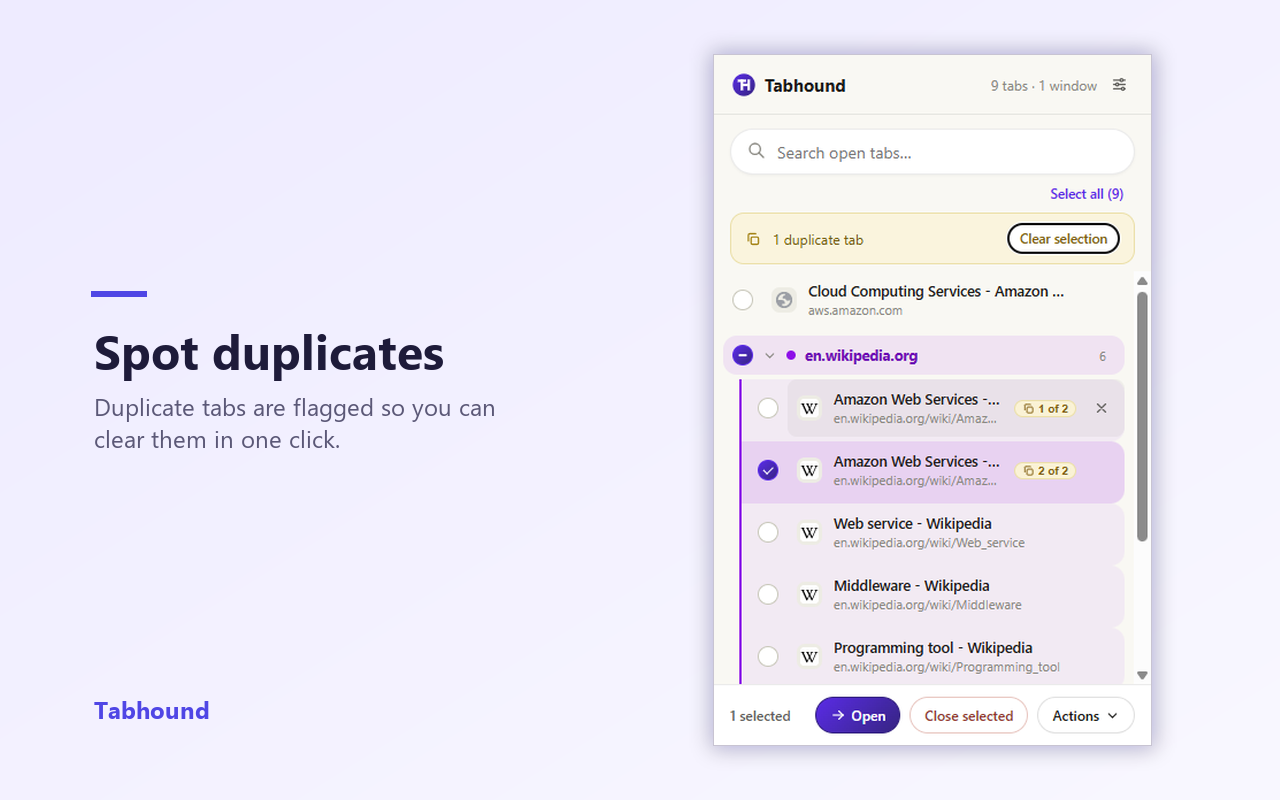 Spot duplicates
Duplicate tabs are flagged so you can
clear them in one click.
Tabhound
TH
Tabhound
9 tabs · 1 window
Search open tabs...
Select all (9)
1 duplicate tab
Clear selection
Cloud Computing Services - Amazon ...
aws.amazon.com
en.wikipedia.org
6
W
Amazon Web Services -...
1 of 2
en.wikipedia.org/wiki/Amaz...
W
Amazon Web Services -...
2 of 2
en.wikipedia.org/wiki/Amaz...
W
Web service - Wikipedia
en.wikipedia.org/wiki/Web_service
W
Middleware - Wikipedia
en.wikipedia.org/wiki/Middleware
W
Programming tool - Wikipedia
en.wikipedia.org/wiki/Programming_tool
1 selected
Open
Close selected
Actions